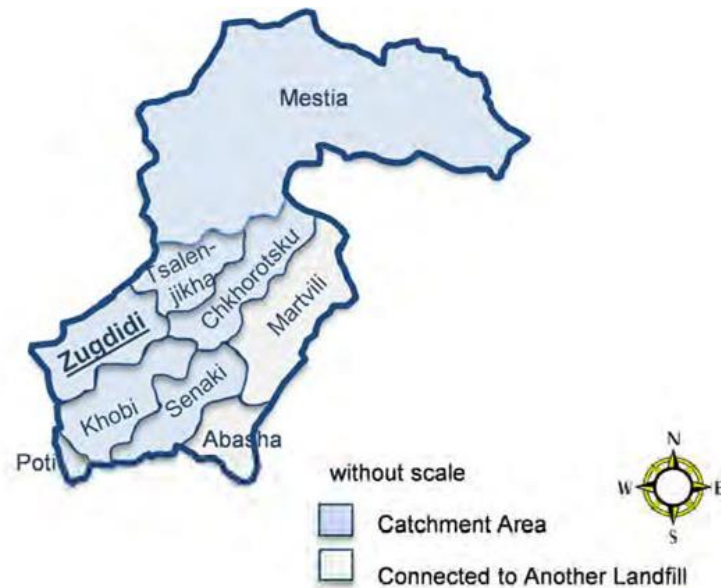 Mestia
Tsalen-
jikha
Chkhorotsku
Martvili
Zugdidi
Khobi
Senaki
Abasha
Poti
without scale
N
W
E
S
Catchment Area
Connected to Another Landfill